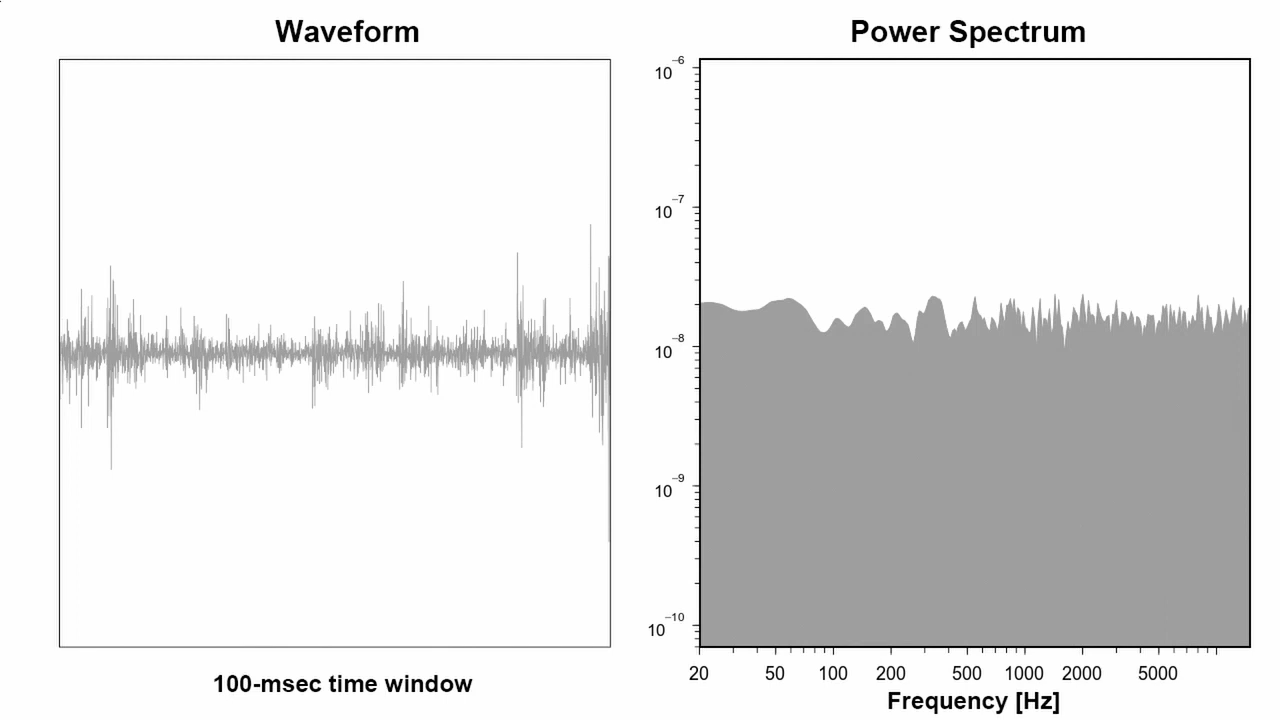 Waveform
Power Spectrum
10⁻⁶
10⁻⁷
10⁻⁸
10⁻⁹
10⁻¹⁰
20 50 100 200 500 1000 2000 5000
100-msec time window
Frequency [Hz]